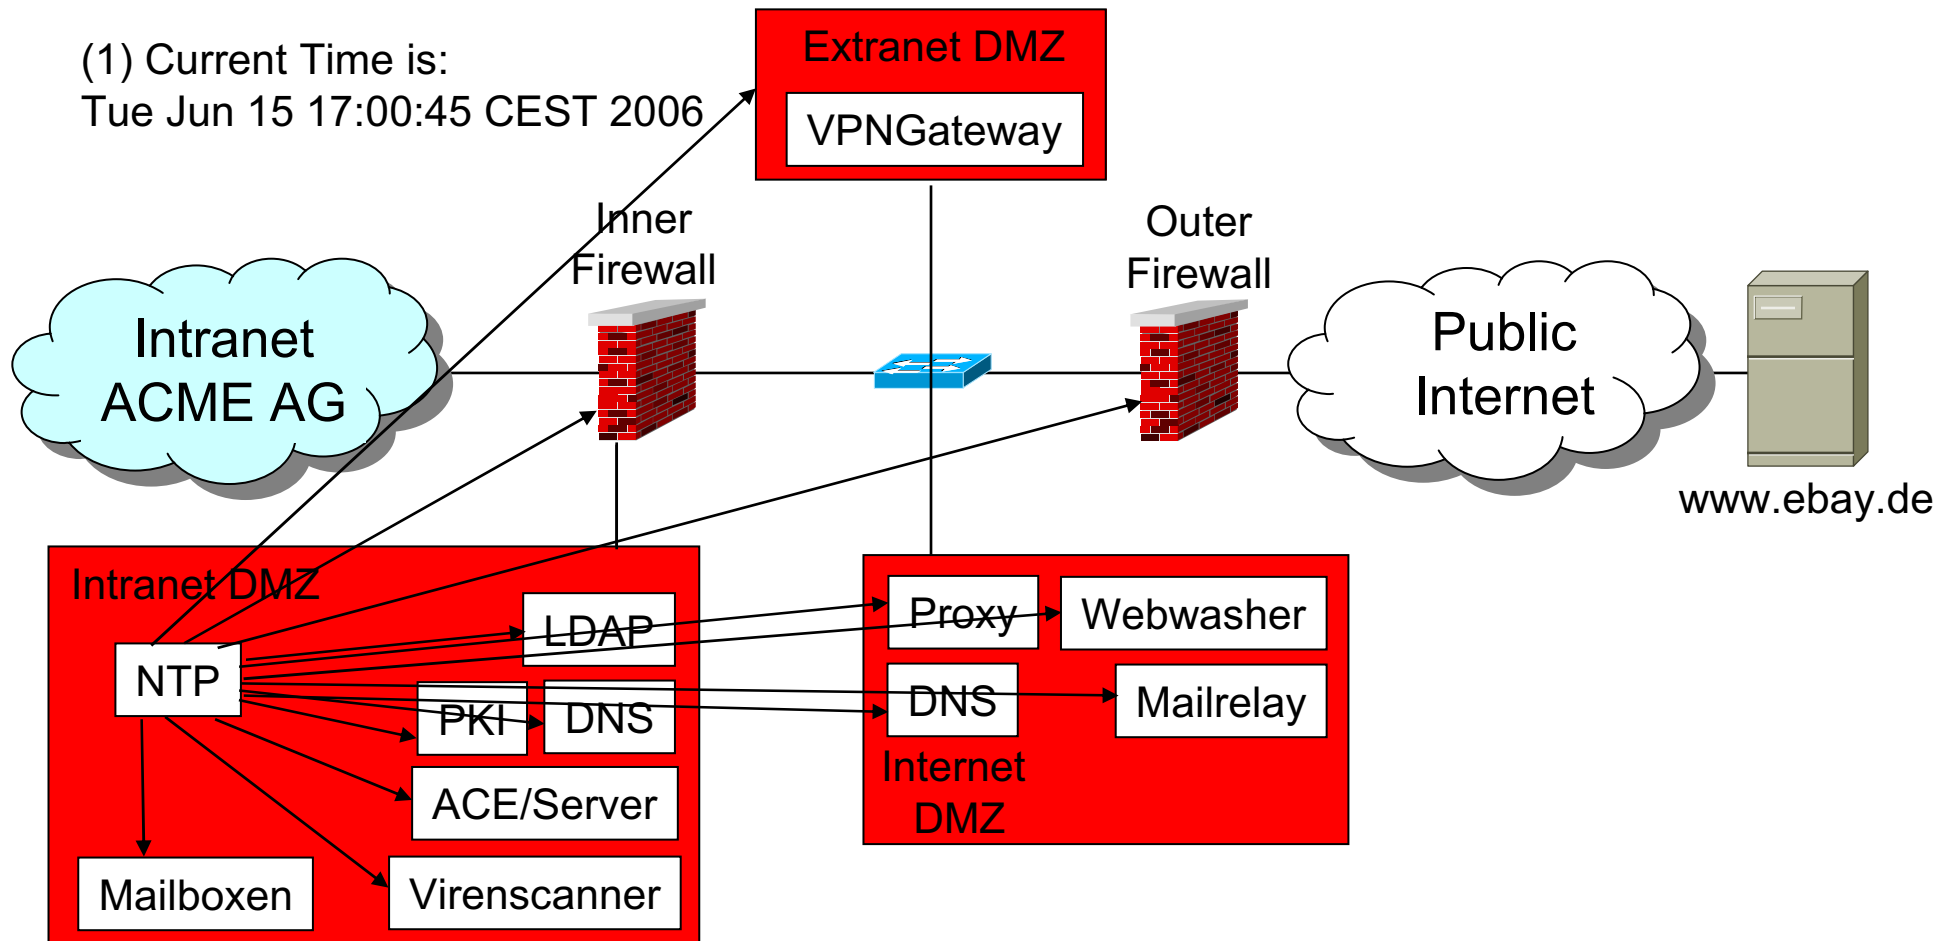 (1) Current Time is:
Tue Jun 15 17:00:45 CEST 2006
Extranet DMZ
VPNGateway
Inner
Firewall
Outer
Firewall
Intranet
ACME AG
Public
Internet
www.ebay.de
Intranet DMZ
NTP
LDAP
PKI
DNS
ACE/Server
Mailboxen
Virenscanner
Proxy
Webwasher
DNS
Mailrelay
Internet
DMZ